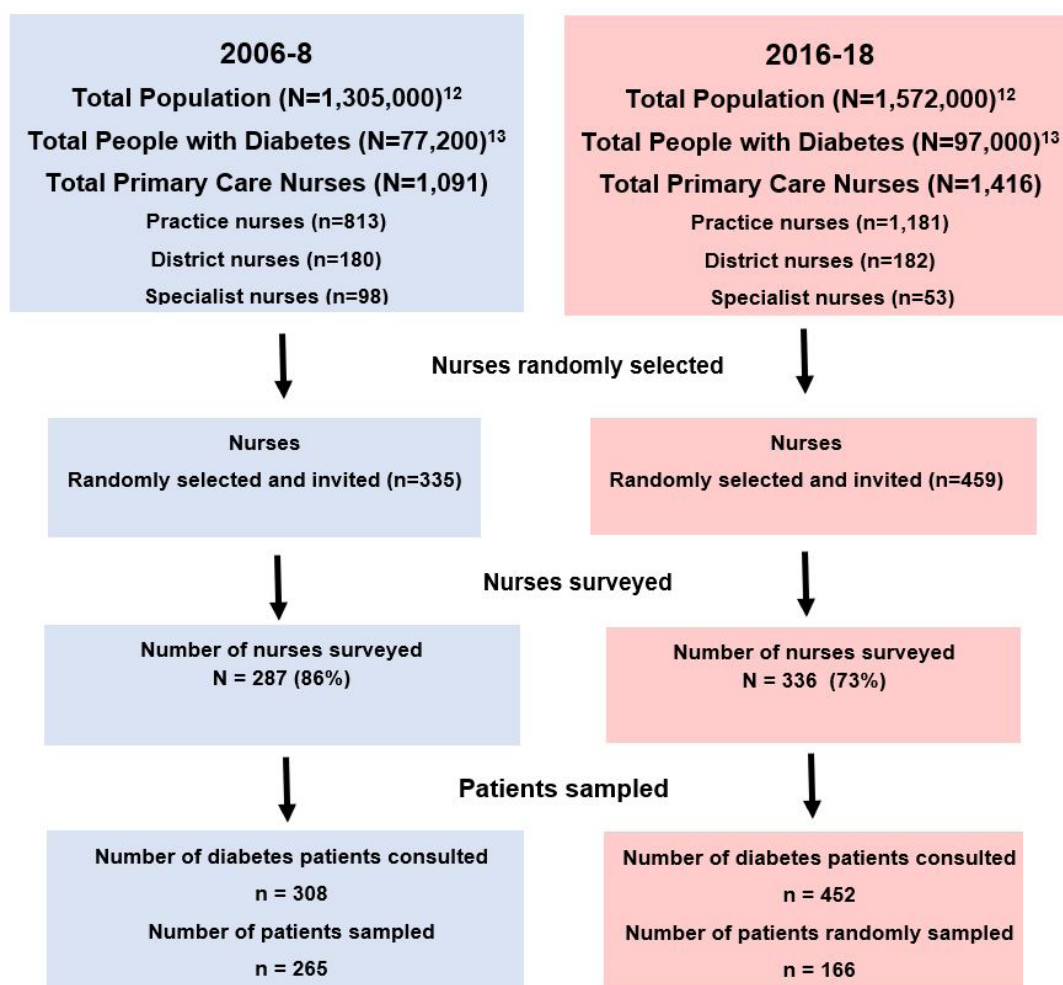 2006-8
Total Population (N=1,305,000)¹²
Total People with Diabetes (N=77,200)¹³
Total Primary Care Nurses (N=1,091)
Practice nurses (n=813)
District nurses (n=180)
Specialist nurses (n=98)
2016-18
Total Population (N=1,572,000)¹²
Total People with Diabetes (N=97,000)¹³
Total Primary Care Nurses (N=1,416)
Practice nurses (n=1,181)
District nurses (n=182)
Specialist nurses (n=53)
Nurses randomly selected
Nurses
Randomly selected and invited (n=335)
Nurses
Randomly selected and invited (n=459)
Nurses surveyed
Number of nurses surveyed
N = 287 (86%)
Number of nurses surveyed
N = 336 (73%)
Patients sampled
Number of diabetes patients consulted
n = 308
Number of patients sampled
n = 265
Number of diabetes patients consulted
n = 452
Number of patients randomly sampled
n = 166